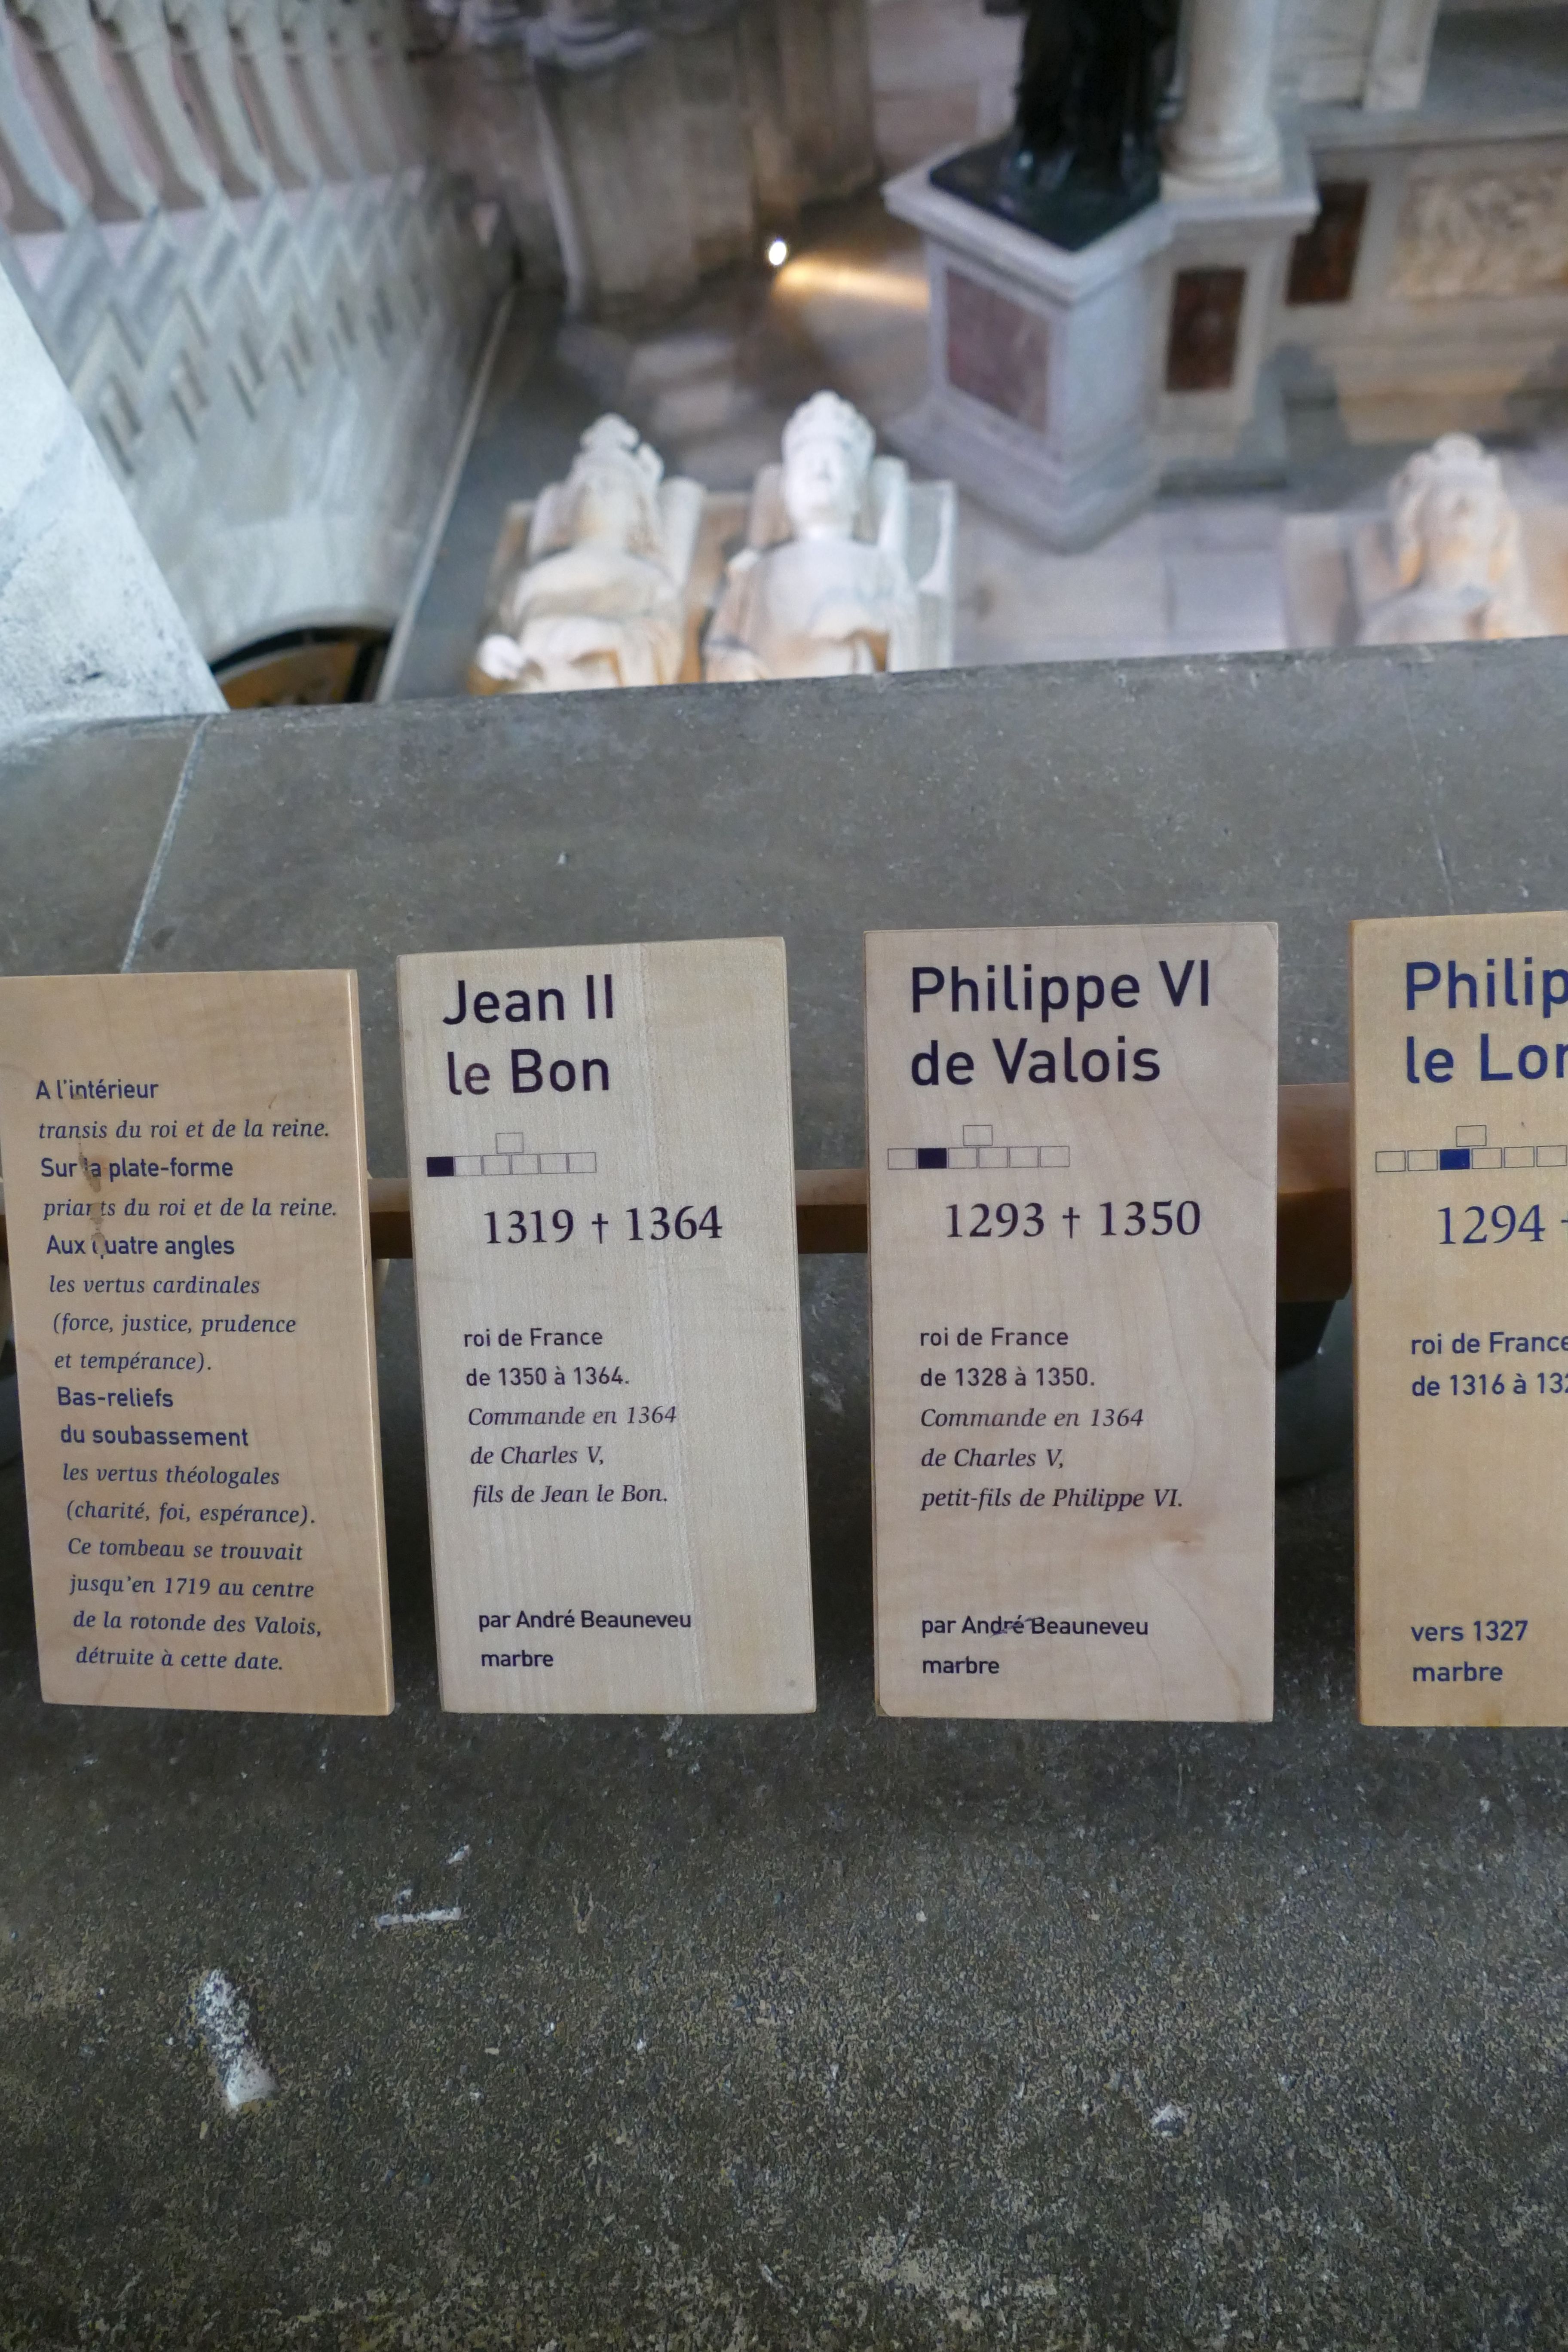 A l'intérieur
transis du roi et de la reine.
Sur la plate-forme
priants du roi et de la reine.
Aux quatre angles
les vertus cardinales
(force, justice, prudence
et tempérance).
Bas-reliefs
du soubassement
les vertus théologales
(charité, foi, espérance).
Ce tombeau se trouvait
jusqu'en 1719 au centre
de la rotonde des Valois,
détruite à cette date.
Jean II
le Bon
1319 † 1364
roi de France
de 1350 à 1364.
Commande en 1364
de Charles V,
fils de Jean le Bon.
par André Beauneveu
marbre
Philippe VI
de Valois
1293 † 1350
roi de France
de 1328 à 1350.
Commande en 1364
de Charles V,
petit-fils de Philippe VI.
par André Beauneveu
marbre
le
1294
roi de France
de 1316 à
vers 1327
marbre